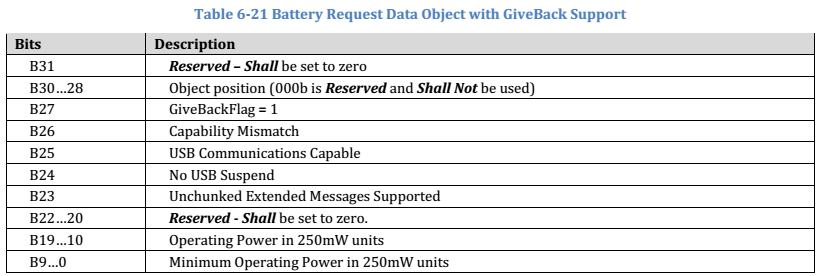 Table 6-21 Battery Request Data Object with GiveBack Support
Bits Description
B31 Reserved – Shall be set to zero
B30…28 Object position (000b is Reserved and Shall Not be used)
B27 GiveBackFlag = 1
B26 Capability Mismatch
B25 USB Communications Capable
B24 No USB Suspend
B23 Unchunked Extended Messages Supported
B22…20 Reserved - Shall be set to zero.
B19…10 Operating Power in 250mW units
B9…0 Minimum Operating Power in 250mW units